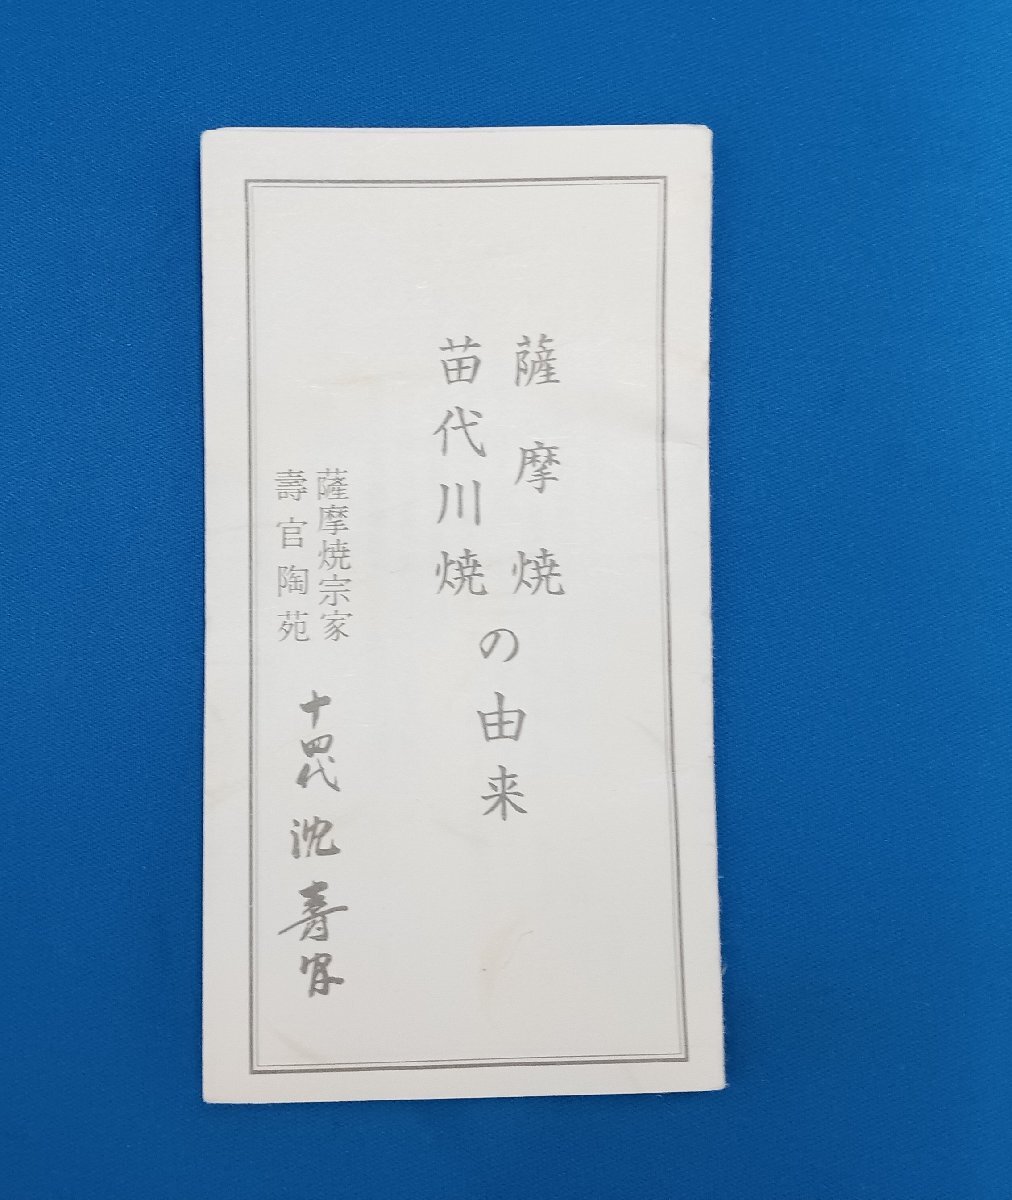 薩摩焼
苗代川焼
の由来
薩摩焼宗家
壽官陶苑
十四代 沈壽官